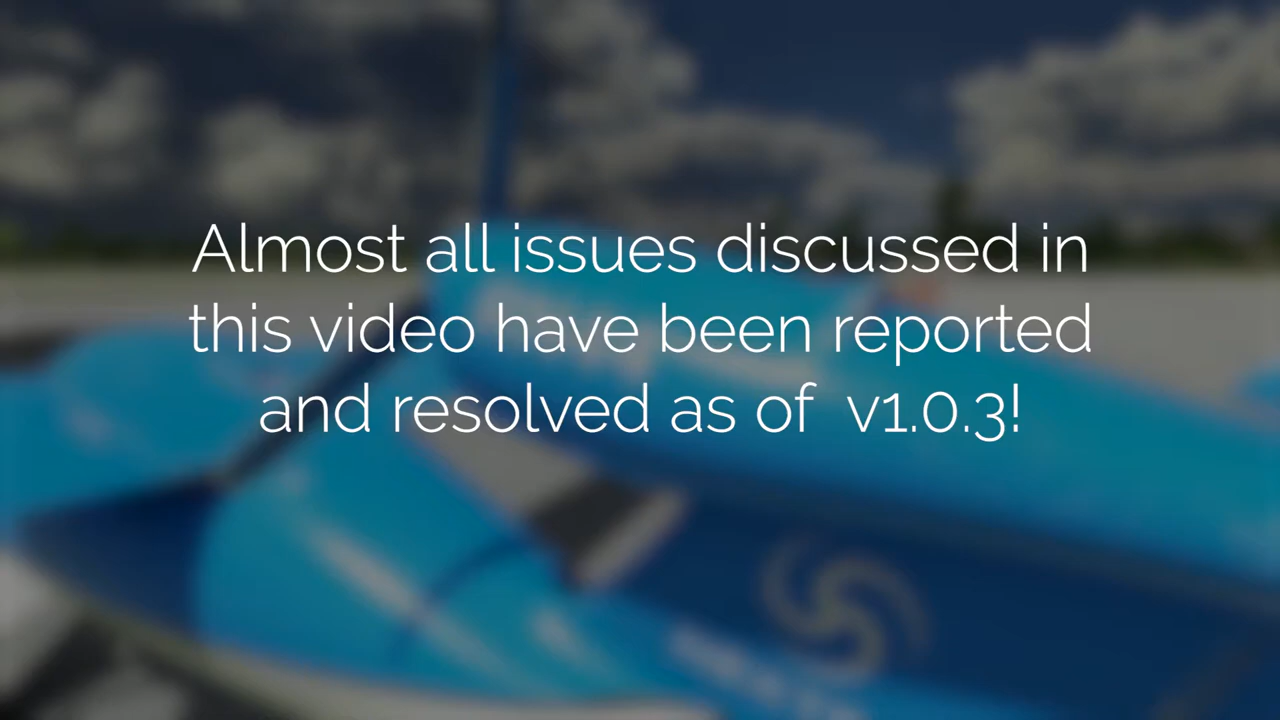 Almost all issues discussed in
this video have been reported
and resolved as of v1.0.3!